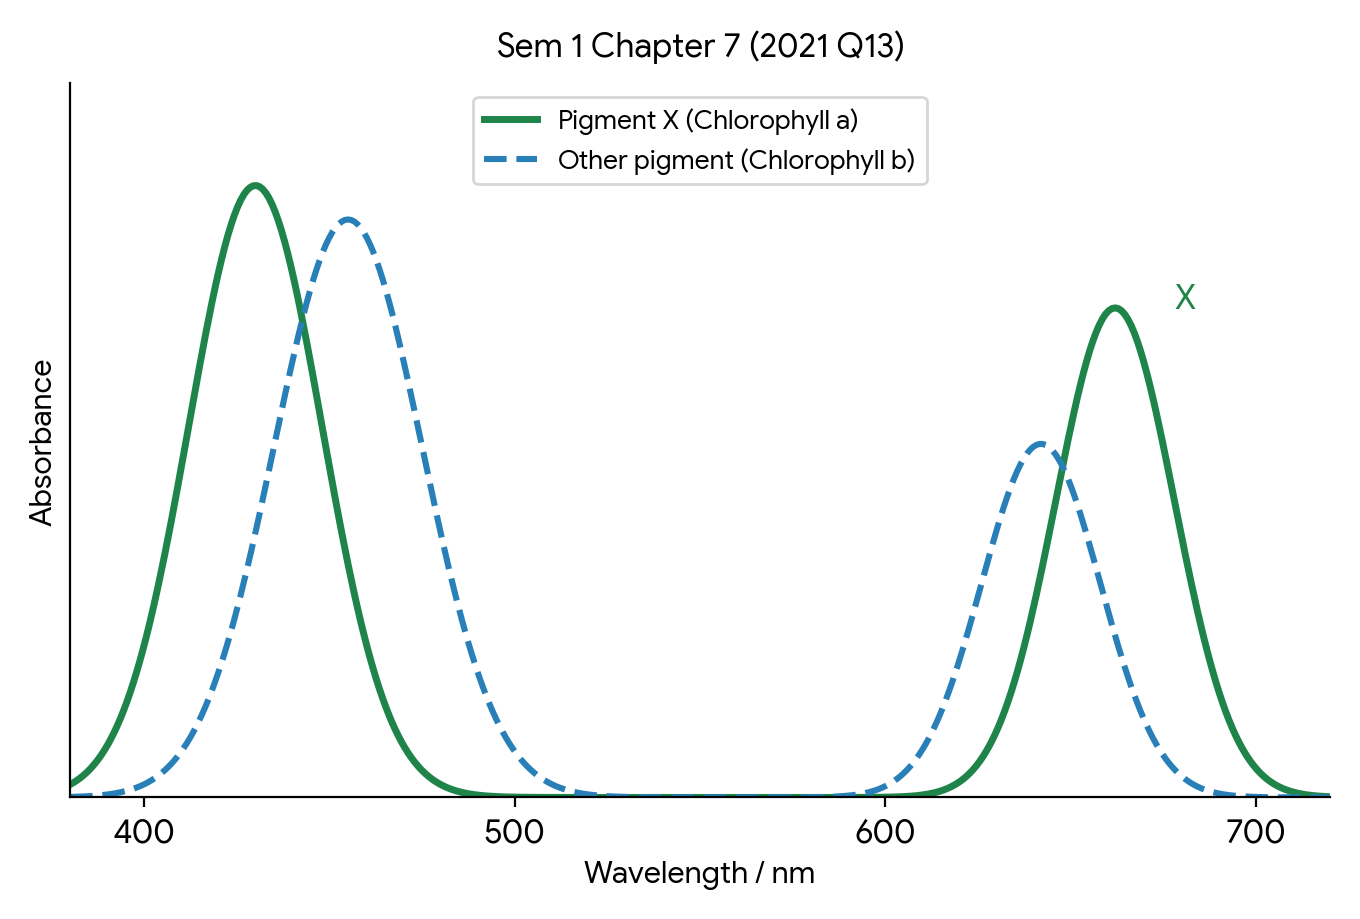 Sem 1 Chapter 7 (2021 Q13)
Pigment X (Chlorophyll a)
Other pigment (Chlorophyll b)
X
Absorbance
400 500 600 700
Wavelength / nm